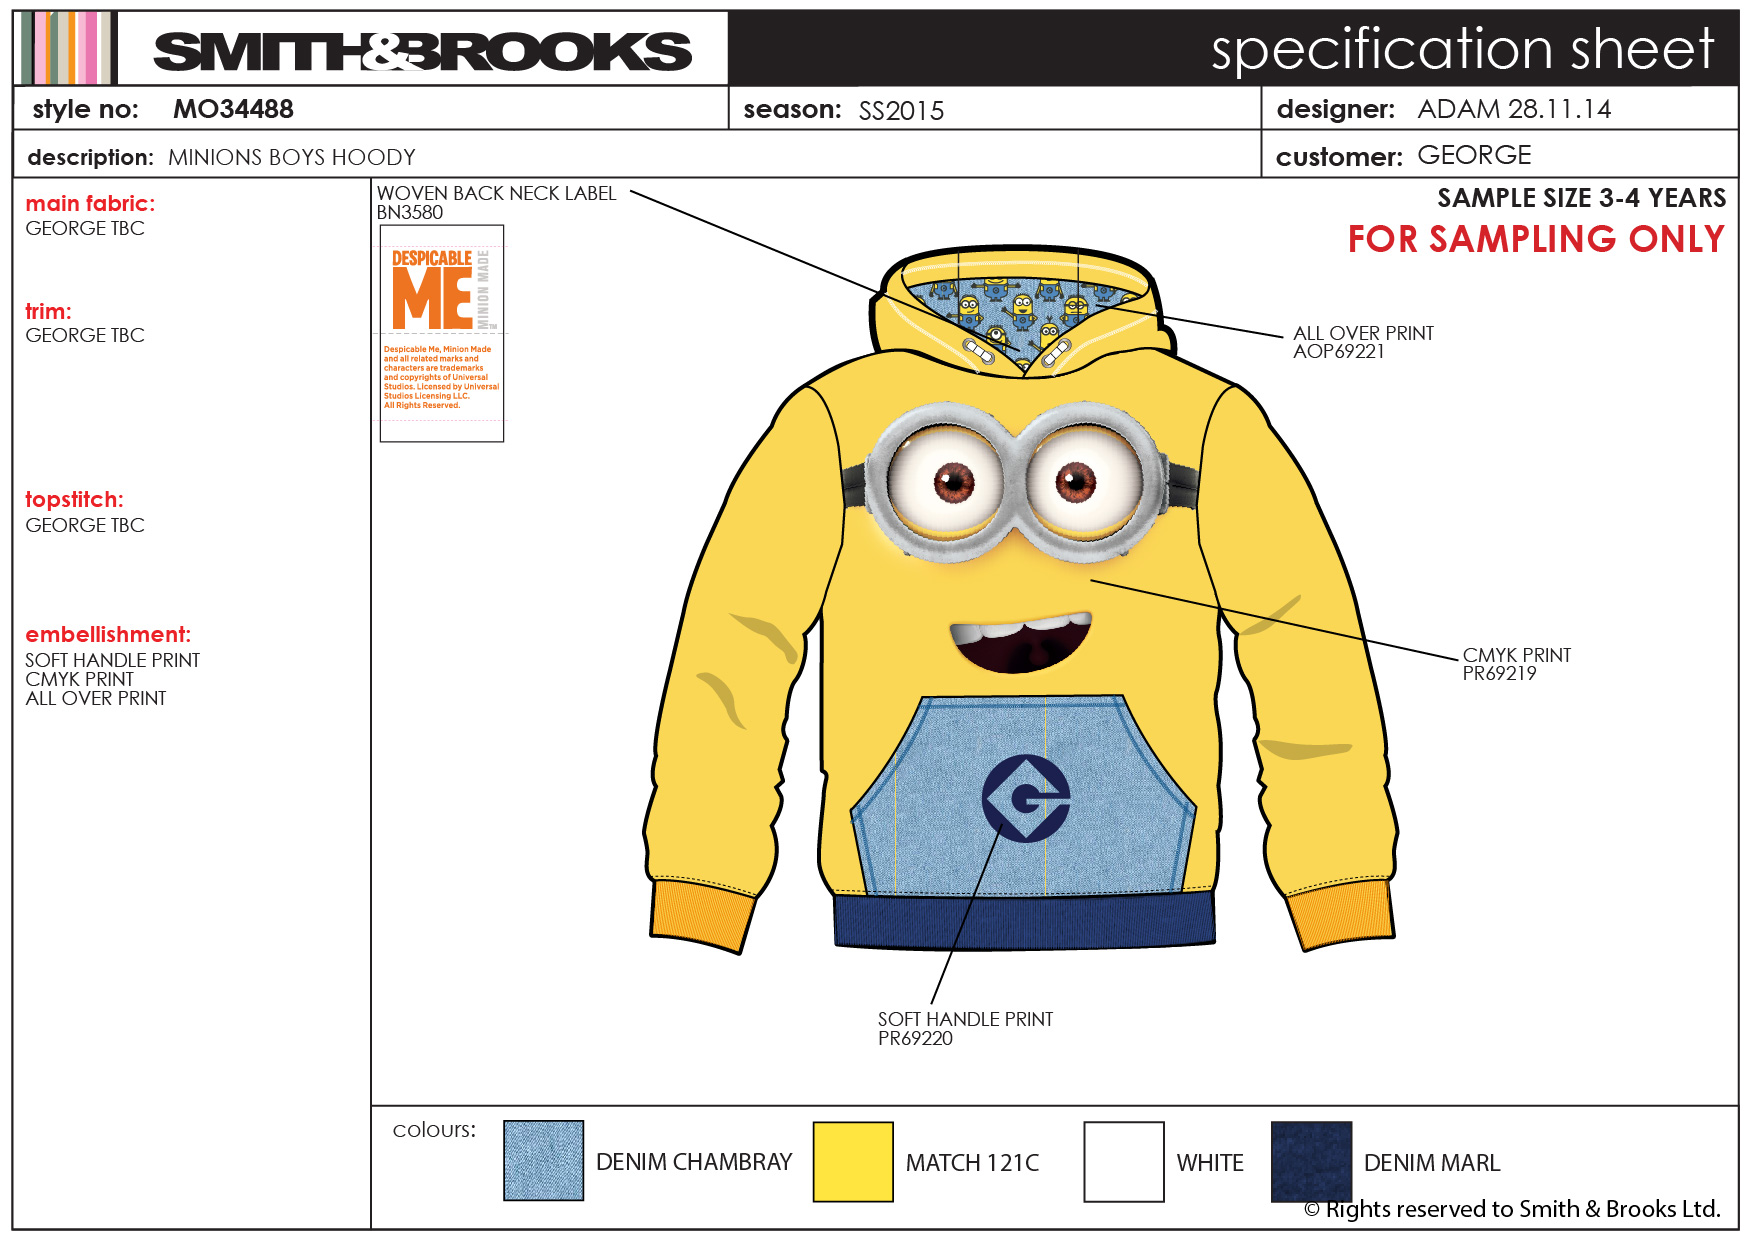 SMITH&BROOKS
specification sheet
style no: MO34488
season: SS2015
designer: ADAM 28.11.14
description: MINIONS BOYS HOODY
customer: GEORGE
main fabric:
GEORGE TBC
trim:
GEORGE TBC
topstitch:
GEORGE TBC
embellishment:
SOFT HANDLE PRINT
CMYK PRINT
ALL OVER PRINT
WOVEN BACK NECK LABEL
BN3580
DESPICABLE
ME
MINION MADE
TM
Despicable Me, Minion Made
and all related marks and
characters are trademarks
and copyrights of Universal
Studios. Licensed by Universal
Studios Licensing LLC.
All Rights Reserved.
SAMPLE SIZE 3-4 YEARS
FOR SAMPLING ONLY
ALL OVER PRINT
AOP69221
CMYK PRINT
PR69219
SOFT HANDLE PRINT
PR69220
colours:
DENIM CHAMBRAY
MATCH 121C
WHITE
DENIM MARL
© Rights reserved to Smith & Brooks Ltd.